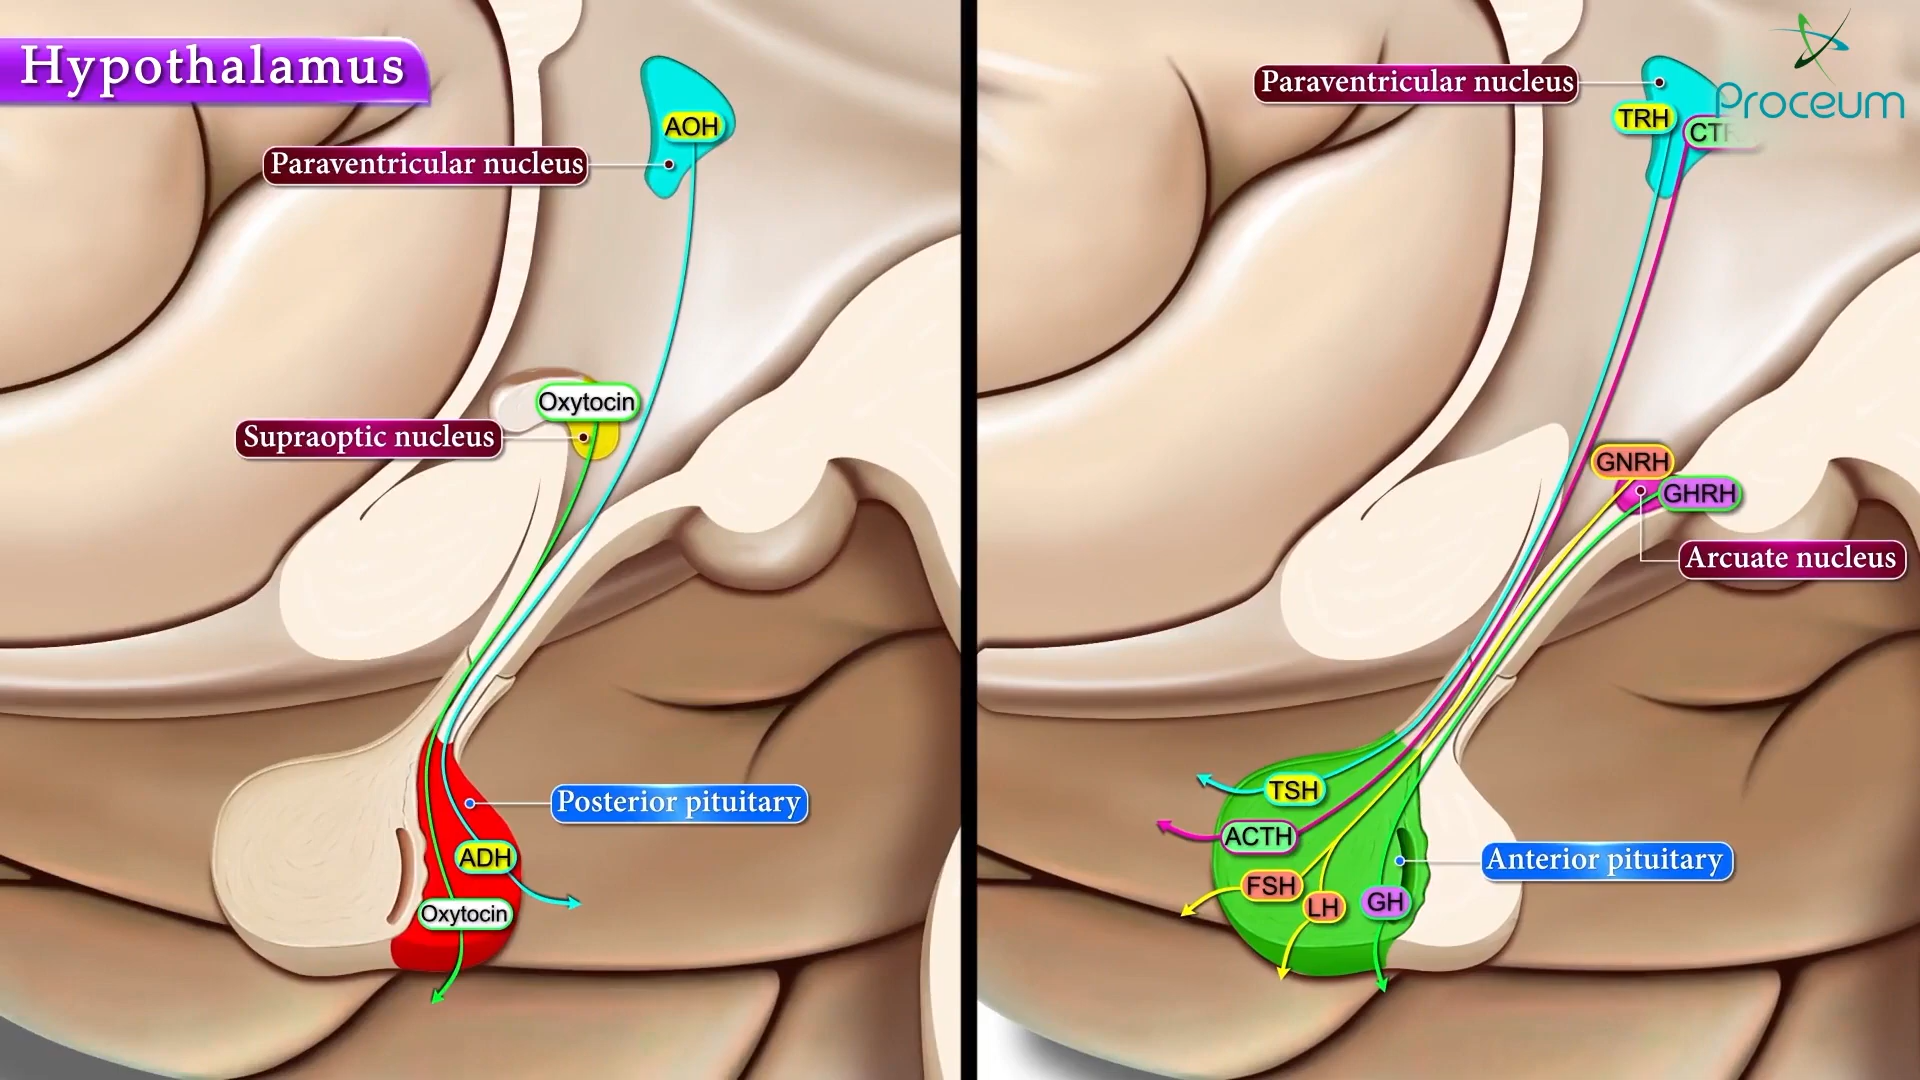 Hypothalamus
AOH
Paraventricular nucleus
Oxytocin
Supraoptic nucleus
Posterior pituitary
ADH
Oxytocin
Paraventricular nucleus
Proceum
TRH
GNRH
GHRH
Arcuate nucleus
TSH
ACTH
Anterior pituitary
FSH
LH
GH